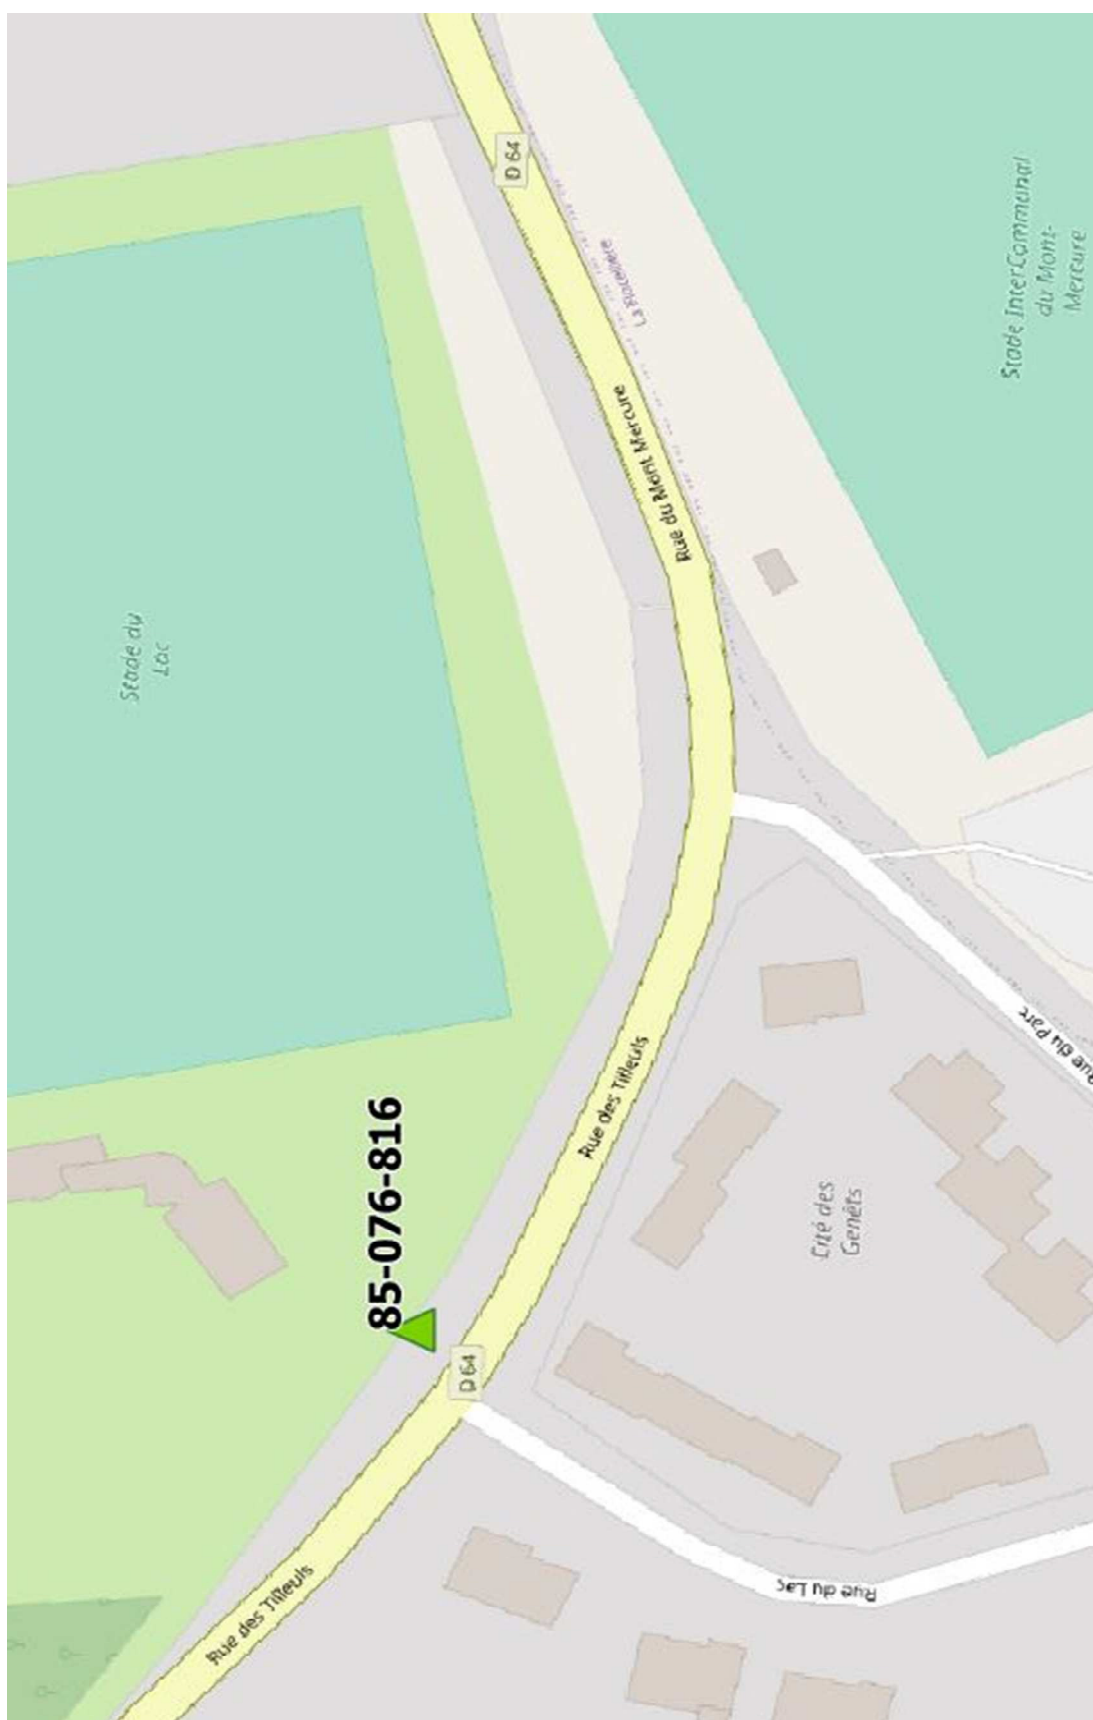 D 64
La Flocellière
Stade InterCommunal
du Mont-
Mercure
Rue du Mont Mercure
Stade du
Lac
Rue du Parc
Rue des Tilleuls
85-076-816
Cité des
Genêts
D 64
Rue des Tilleuls
Rue du Lac